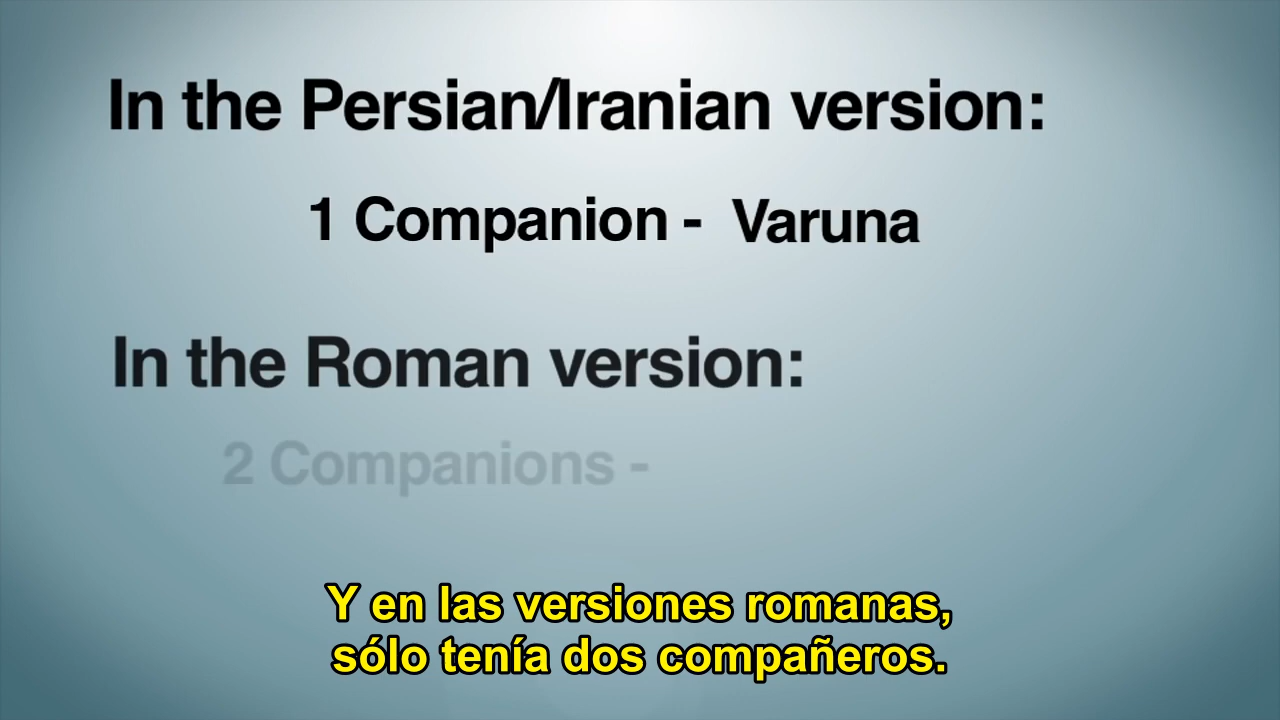 In the Persian/Iranian version:
1 Companion - Varuna
In the Roman version:
2 Companions -
Y en las versiones romanas,
sólo tenía dos compañeros.